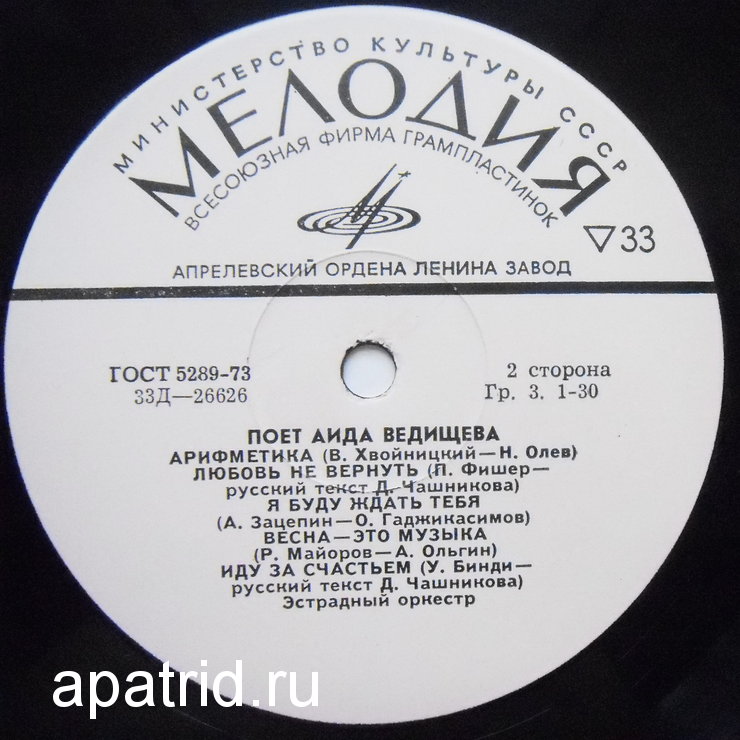 МИНИСТЕРСТВО КУЛЬТУРЫ СССР
МЕЛОДИЯ
ВСЕСОЮЗНАЯ ФИРМА ГРАМПЛАСТИНОК
▽33
АПРЕЛЕВСКИЙ ОРДЕНА ЛЕНИНА ЗАВОД
ГОСТ 5289-73
2 сторона
33Д—26626
Гр. 3. 1-30
ПОЕТ АИДА ВЕДИЩЕВА
АРИФМЕТИКА (В. Хвойницкий—Н. Олев)
ЛЮБОВЬ НЕ ВЕРНУТЬ (Л. Фишер—
русский текст Д. Чашникова)
Я БУДУ ЖДАТЬ ТЕБЯ
(А. Зацепин—О. Гаджикасимов)
ВЕСНА—ЭТО МУЗЫКА
(Р. Майоров—А. Ольгин)
ИДУ ЗА СЧАСТЬЕМ (У. Бинди—
русский текст Д. Чашникова)
Эстрадный оркестр
apatrid.ru